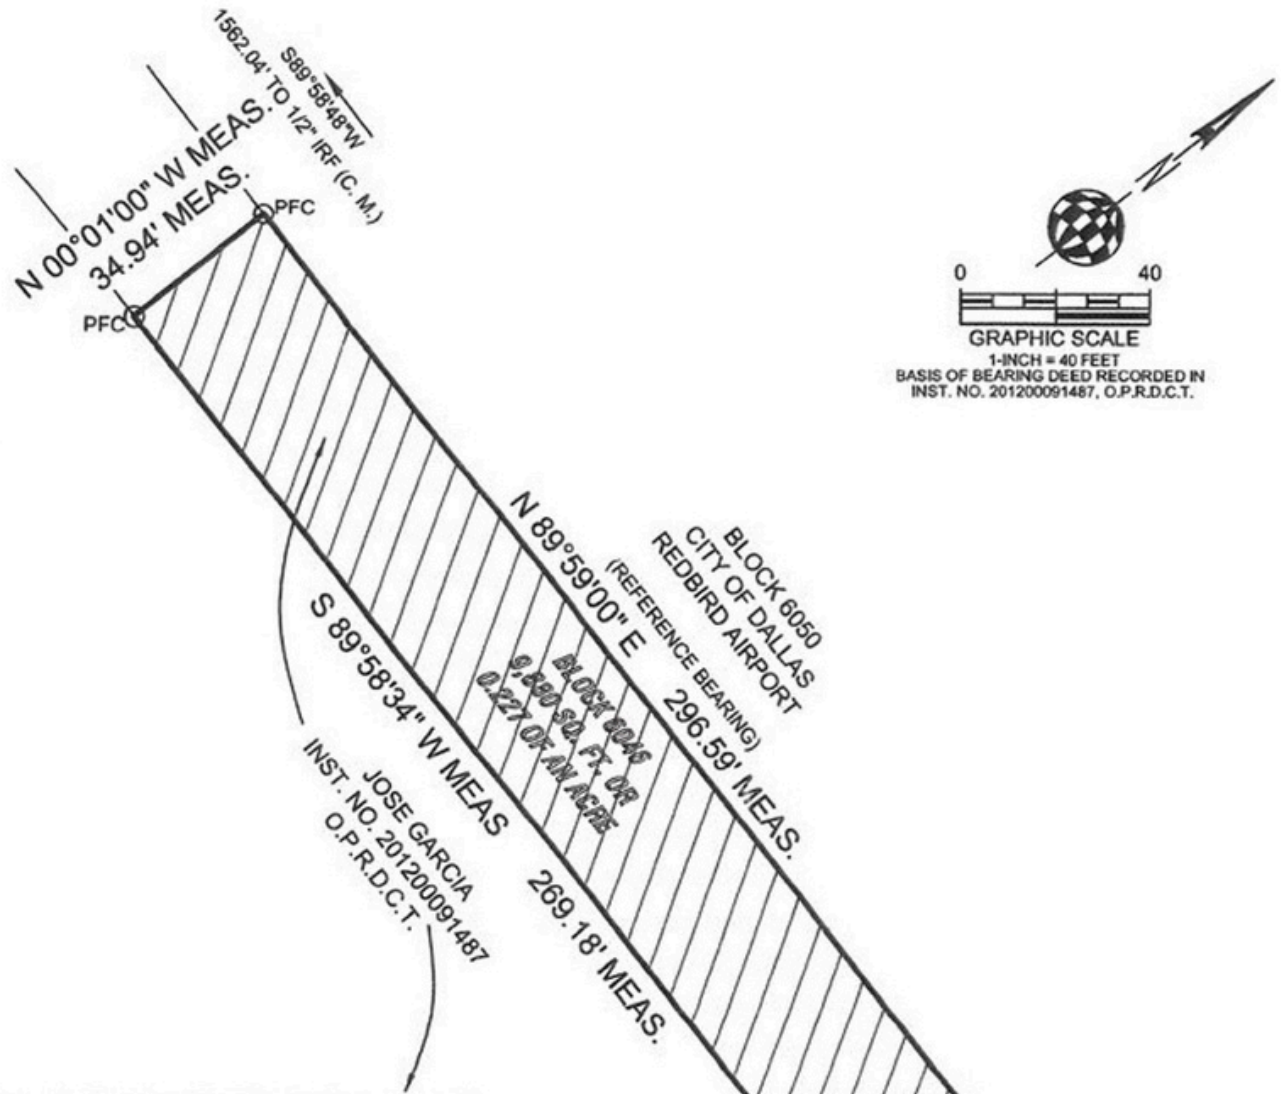 1562.04' TO 1/2" IRF (C. M.)
S89°58'48"W
N 00°01'00" W MEAS.
34.94' MEAS.
PFC
PFC
N
0 40
GRAPHIC SCALE
1-INCH = 40 FEET
BASIS OF BEARING DEED RECORDED IN
INST. NO. 201200091487, O.P.R.D.C.T.
N 89°59'00" E 296.59' MEAS.
(REFERENCE BEARING)
BLOCK 6050
CITY OF DALLAS
REDBIRD AIRPORT
BLOCK 6046
9,880 SQ. FT. OR
0.227 OF AN ACRE
S 89°58'34" W MEAS 269.18' MEAS.
JOSE GARCIA
INST. NO. 201200091487
O.P.R.D.C.T.